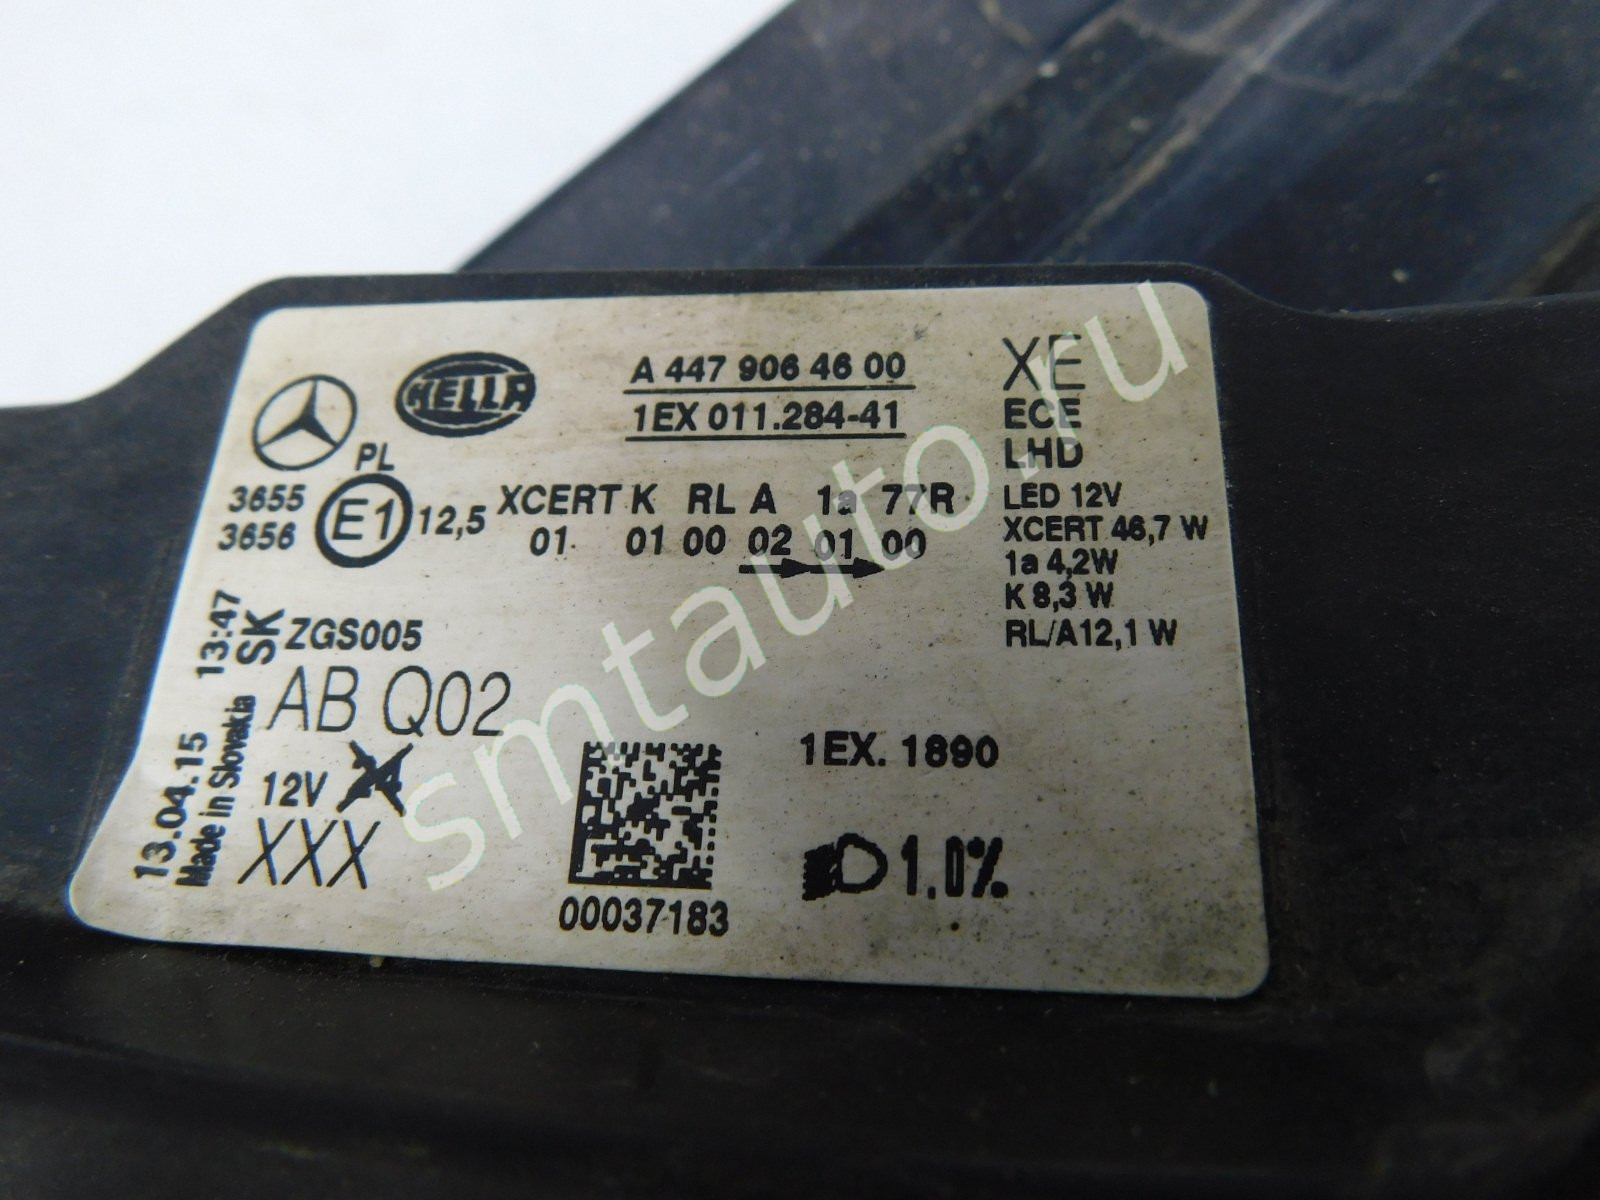 HELLA
A 447 906 46 00
1EX 011.284-41
XE
ECE
LHD
LED 12V
XCERT 46,7 W
1a 4,2W
K 8,3 W
RL/A12,1 W
PL
3655
3656
E1
12,5
XCERT K RL A 1a 77R
01 01 00 02 01 00
13.04.15 13:47
Made in Slovakia SK
ZGS005
AB Q02
12V
XXX
00037183
1EX. 1890
1.0%
smtauto.ru